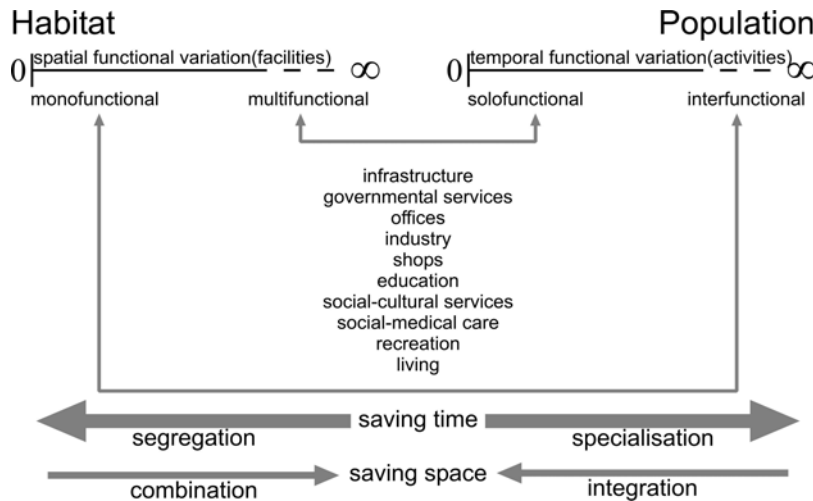 Habitat
Population
0 spatial functional variation(facilities) ∞
0 temporal functional variation(activities) ∞
monofunctional multifunctional solofunctional interfunctional
infrastructure
governmental services
offices
industry
shops
education
social-cultural services
social-medical care
recreation
living
saving time
segregation specialisation
saving space
combination integration